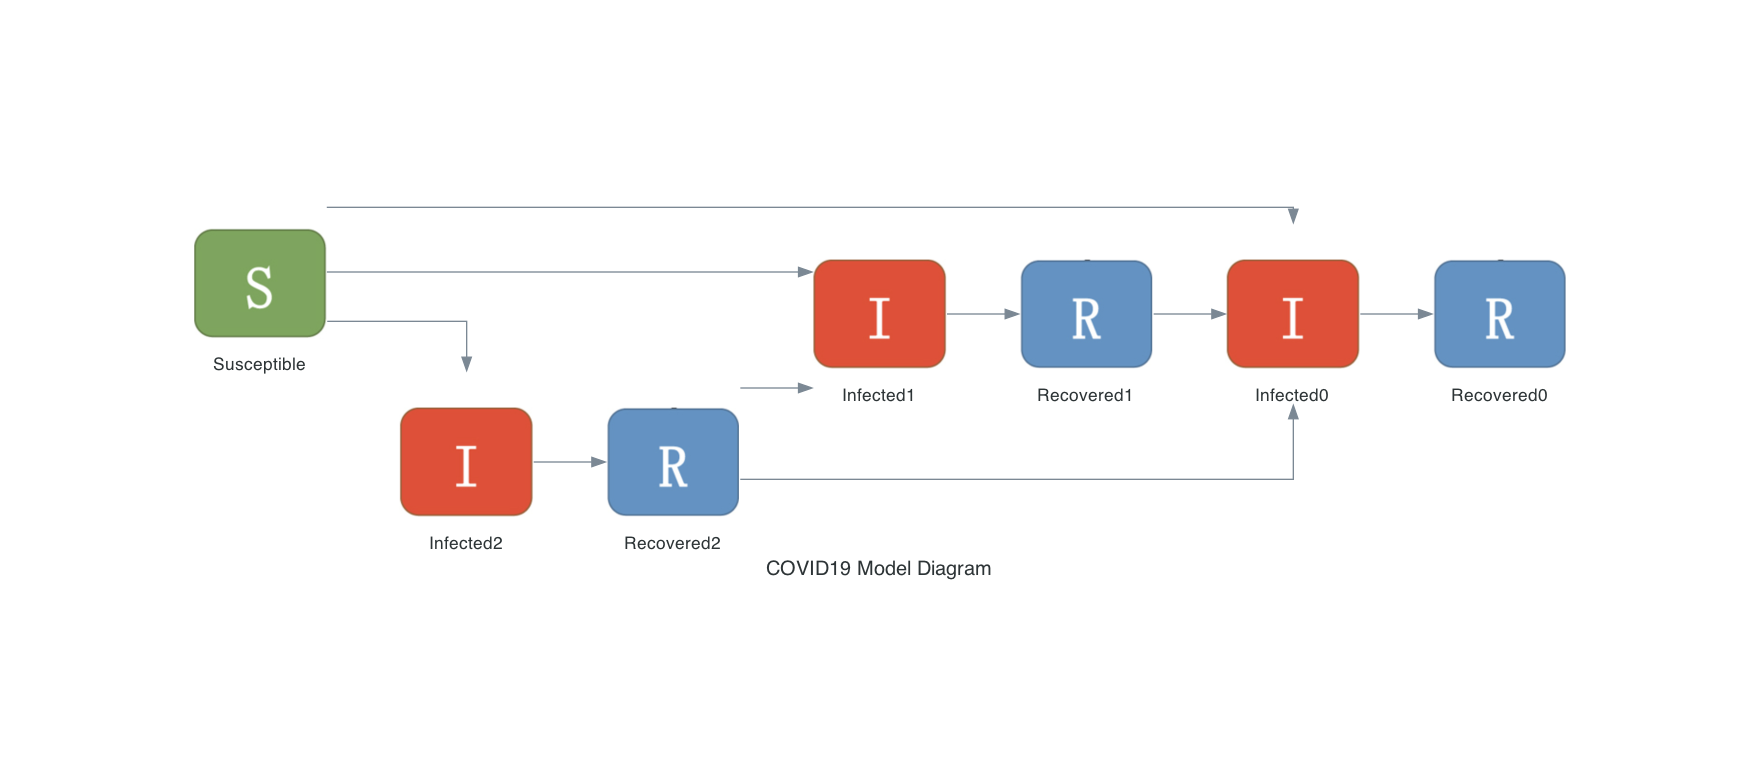 S
Susceptible
I
Infected1
R
Recovered1
I
Infected0
R
Recovered0
I
Infected2
R
Recovered2
COVID19 Model Diagram